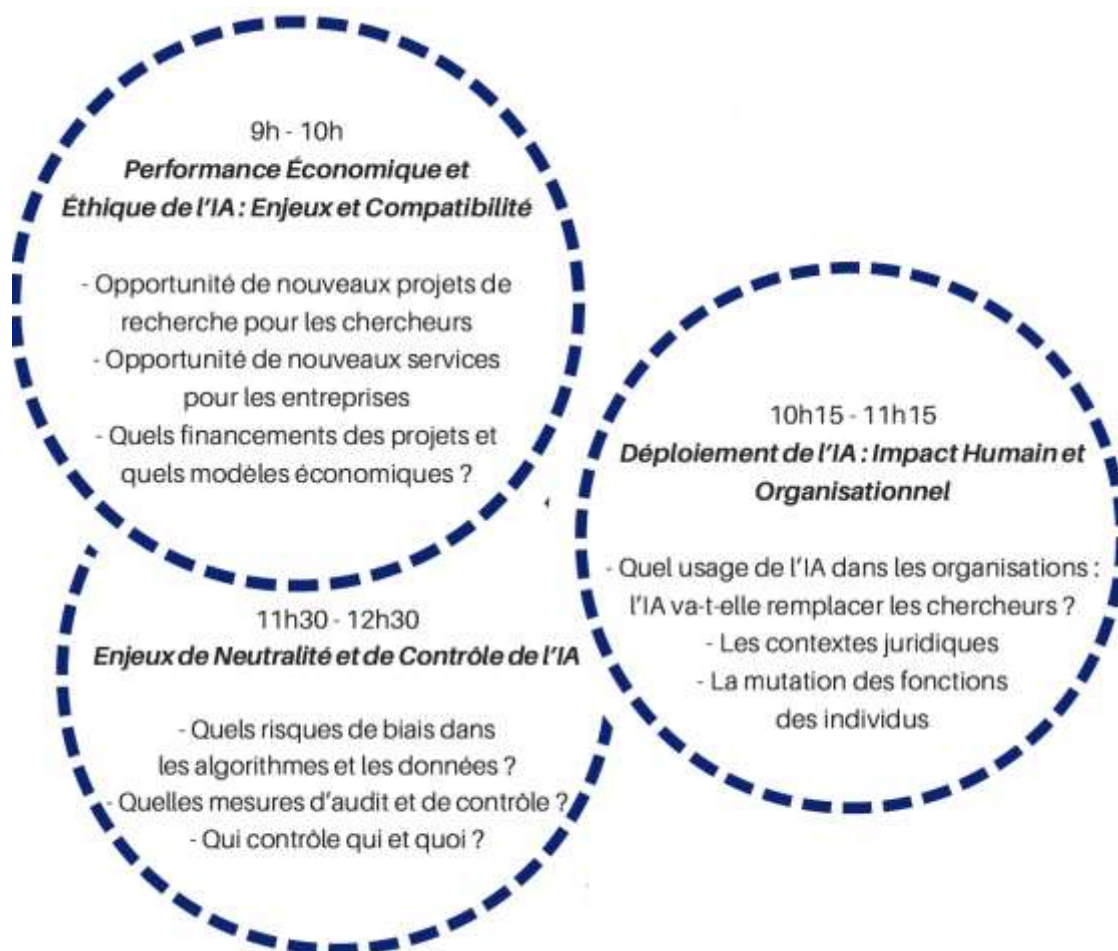 9h - 10h
Performance Économique et
Éthique de l'IA : Enjeux et Compatibilité
- Opportunité de nouveaux projets de
recherche pour les chercheurs
- Opportunité de nouveaux services
pour les entreprises
- Quels financements des projets et
quels modèles économiques ?
10h15 - 11h15
Déploiement de l'IA : Impact Humain et
Organisationnel
- Quel usage de l'IA dans les organisations :
l'IA va-t-elle remplacer les chercheurs ?
- Les contextes juridiques
- La mutation des fonctions
des individus
11h30 - 12h30
Enjeux de Neutralité et de Contrôle de l'IA
- Quels risques de biais dans
les algorithmes et les données ?
- Quelles mesures d'audit et de contrôle ?
- Qui contrôle qui et quoi ?